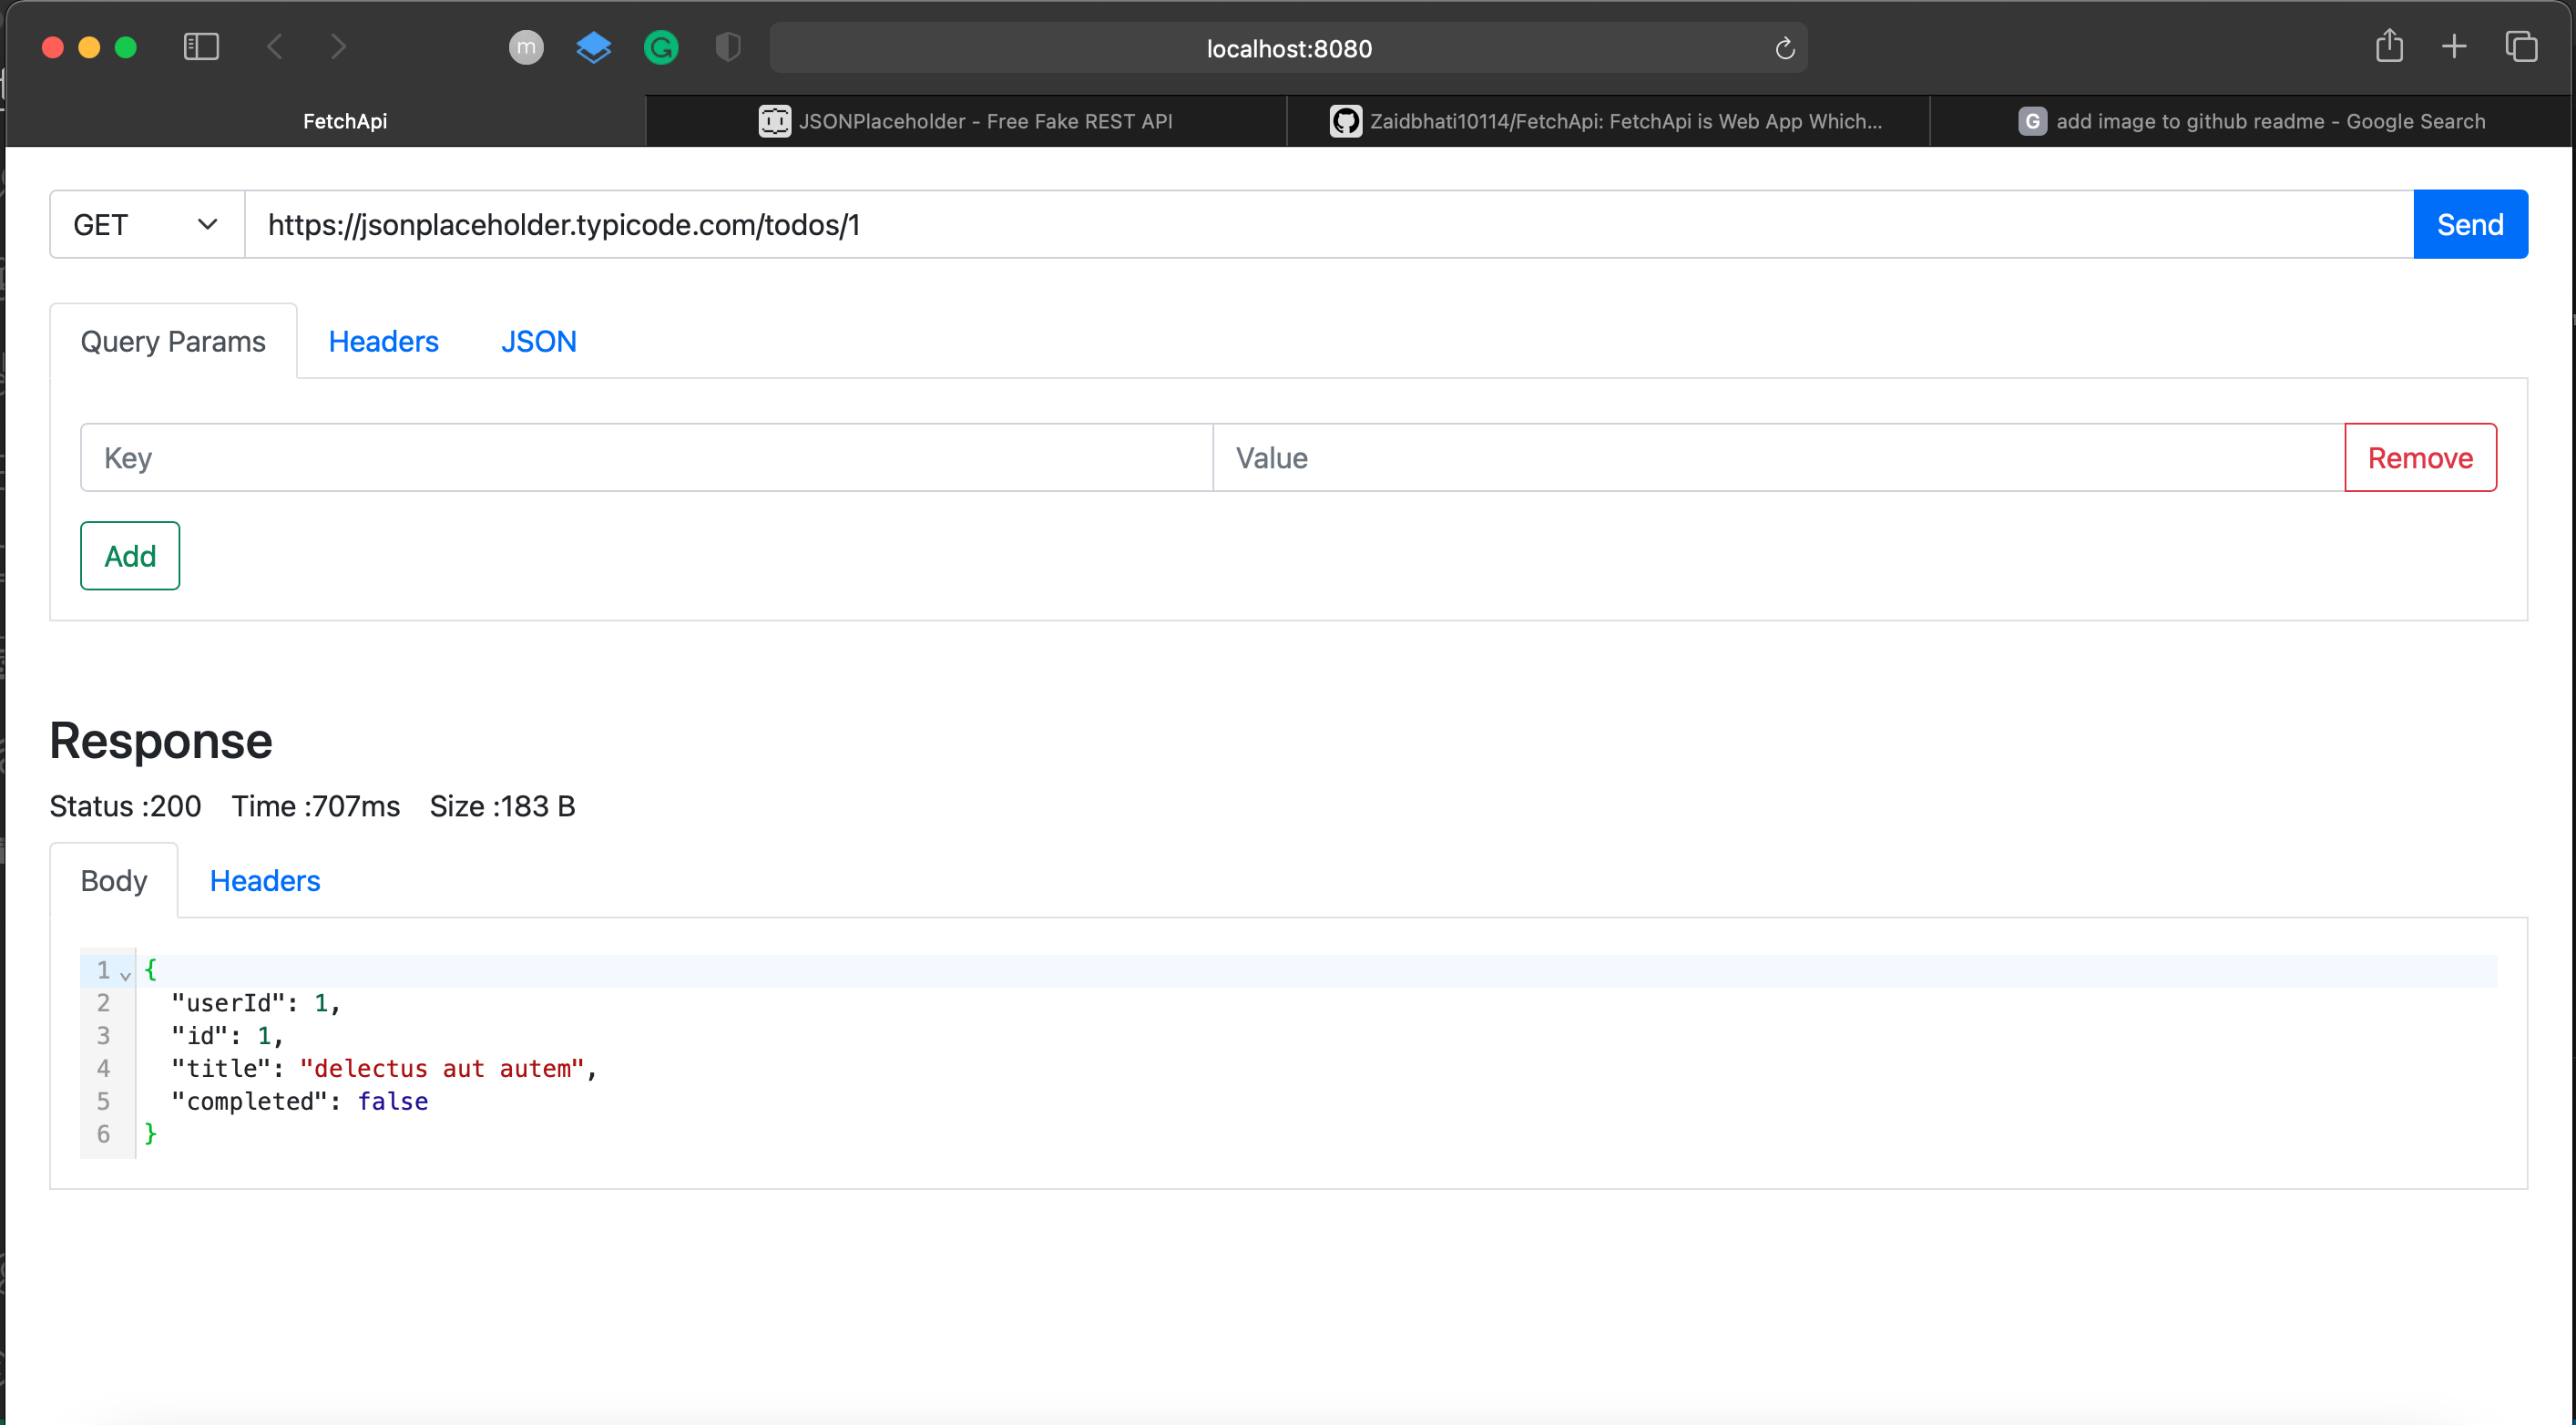 m
localhost:8080
FetchApi
JSONPlaceholder - Free Fake REST API
Zaidbhati10114/FetchApi: FetchApi is Web App Which...
G add image to github readme - Google Search
GET https://jsonplaceholder.typicode.com/todos/1 Send
Query Params Headers JSON
Key Value Remove
Add
Response
Status :200 Time :707ms Size :183 B
Body Headers
1 {
2 "userId": 1,
3 "id": 1,
4 "title": "delectus aut autem",
5 "completed": false
6 }